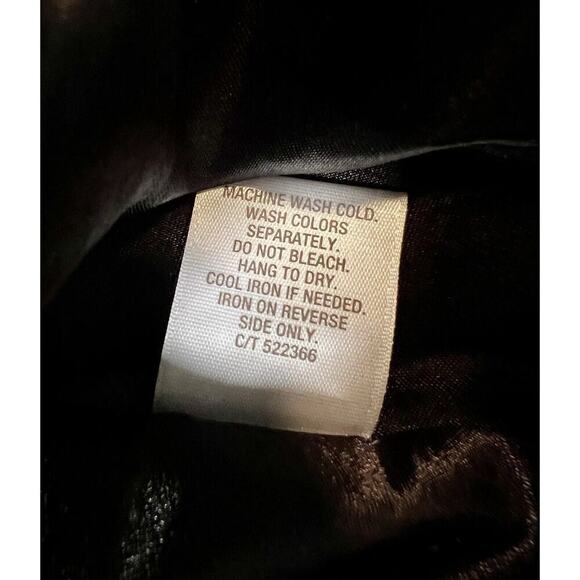 MACHINE WASH COLD.
WASH COLORS
SEPARATELY.
DO NOT BLEACH.
HANG TO DRY.
COOL IRON IF NEEDED.
IRON ON REVERSE
SIDE ONLY.
C/T 522366